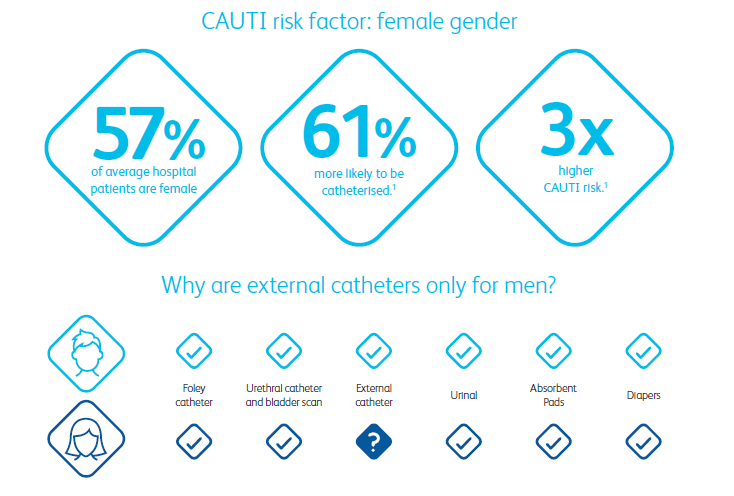 CAUTI risk factor: female gender
57%
of average hospital
patients are female
61%
more likely to be
catheterised.¹
3x
higher
CAUTI risk.¹
Why are external catheters only for men?
Foley
catheter
Urethral catheter
and bladder scan
External
catheter
Urinal
Absorbent
Pads
Diapers
?